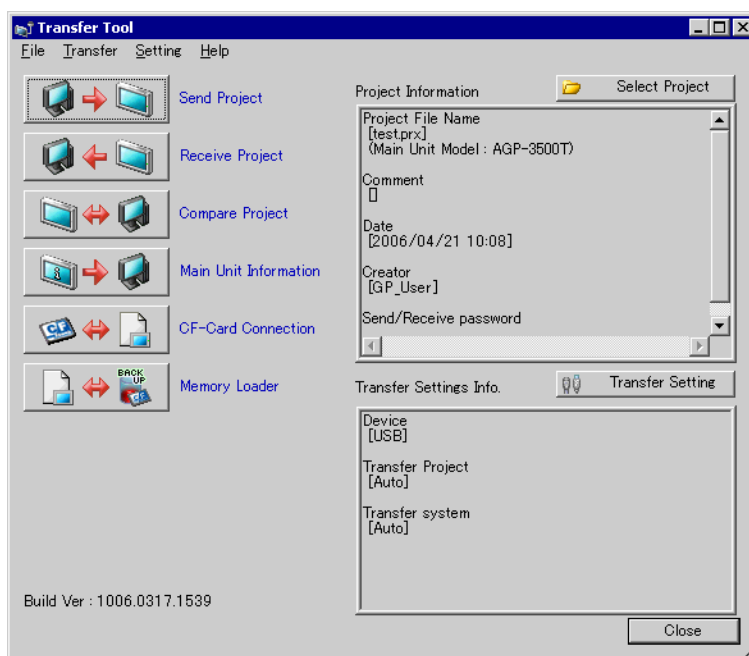 Transfer Tool
File Transfer Setting Help
Send Project
Receive Project
Compare Project
Main Unit Information
CF-Card Connection
Memory Loader
CF
BACK
UP
CF
Build Ver : 1006.0317.1539
Project Information
Select Project
Project File Name
[test.prx]
(Main Unit Model : AGP-3500T)
Comment
[]
Date
[2006/04/21 10:08]
Creator
[GP_User]
Send/Receive password
Transfer Settings Info.
Transfer Setting
Device
[USB]
Transfer Project
[Auto]
Transfer system
[Auto]
Close